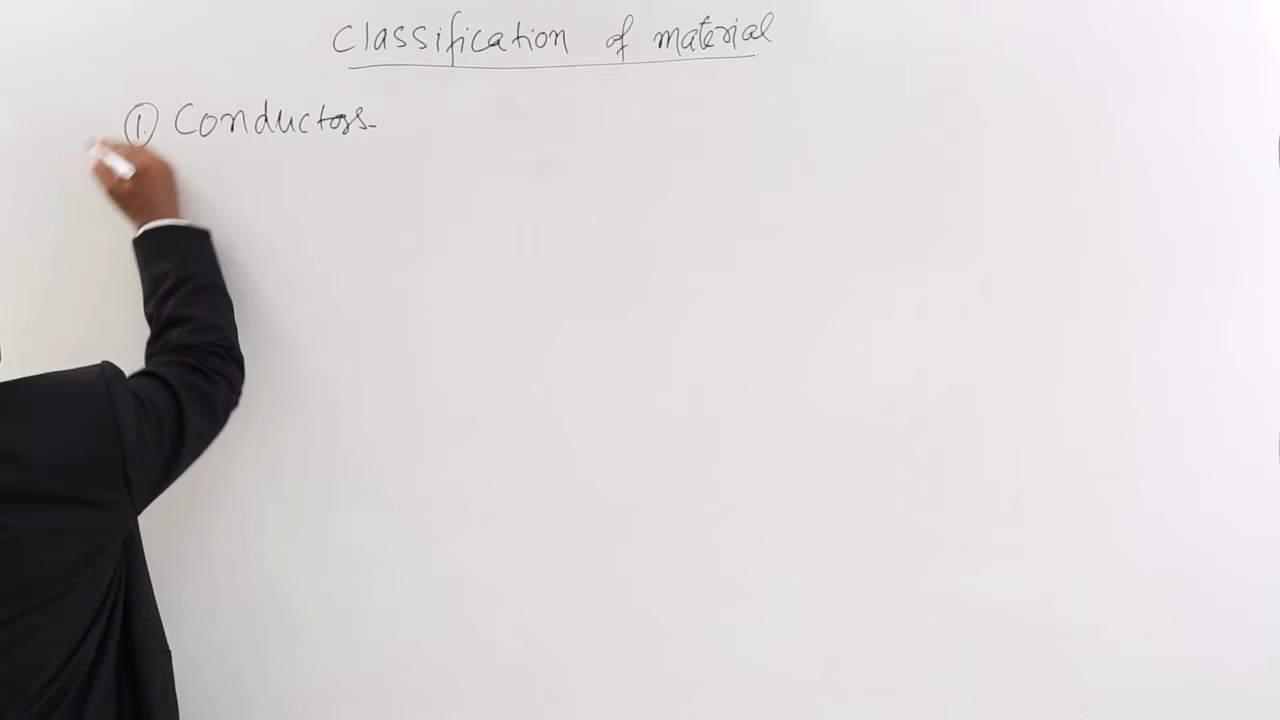 Classification of material
1. Conductors-